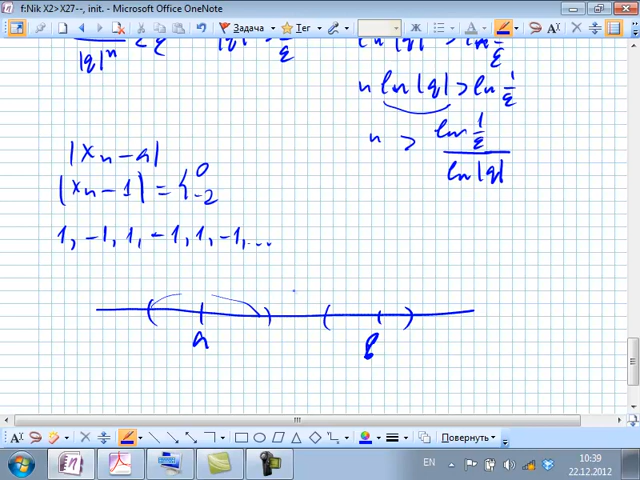 f:Nik X2>X27--, init. - Microsoft OneNote
Задача Тег
n ln|q| > ln 1/ε
n > ln 1/ε / ln|q|
|xn - a|
|xn - 1| = { 0
-2
1, -1, 1, -1, 1, -1, ...
a b
Повернуть
EN
10:39
22.12.2012